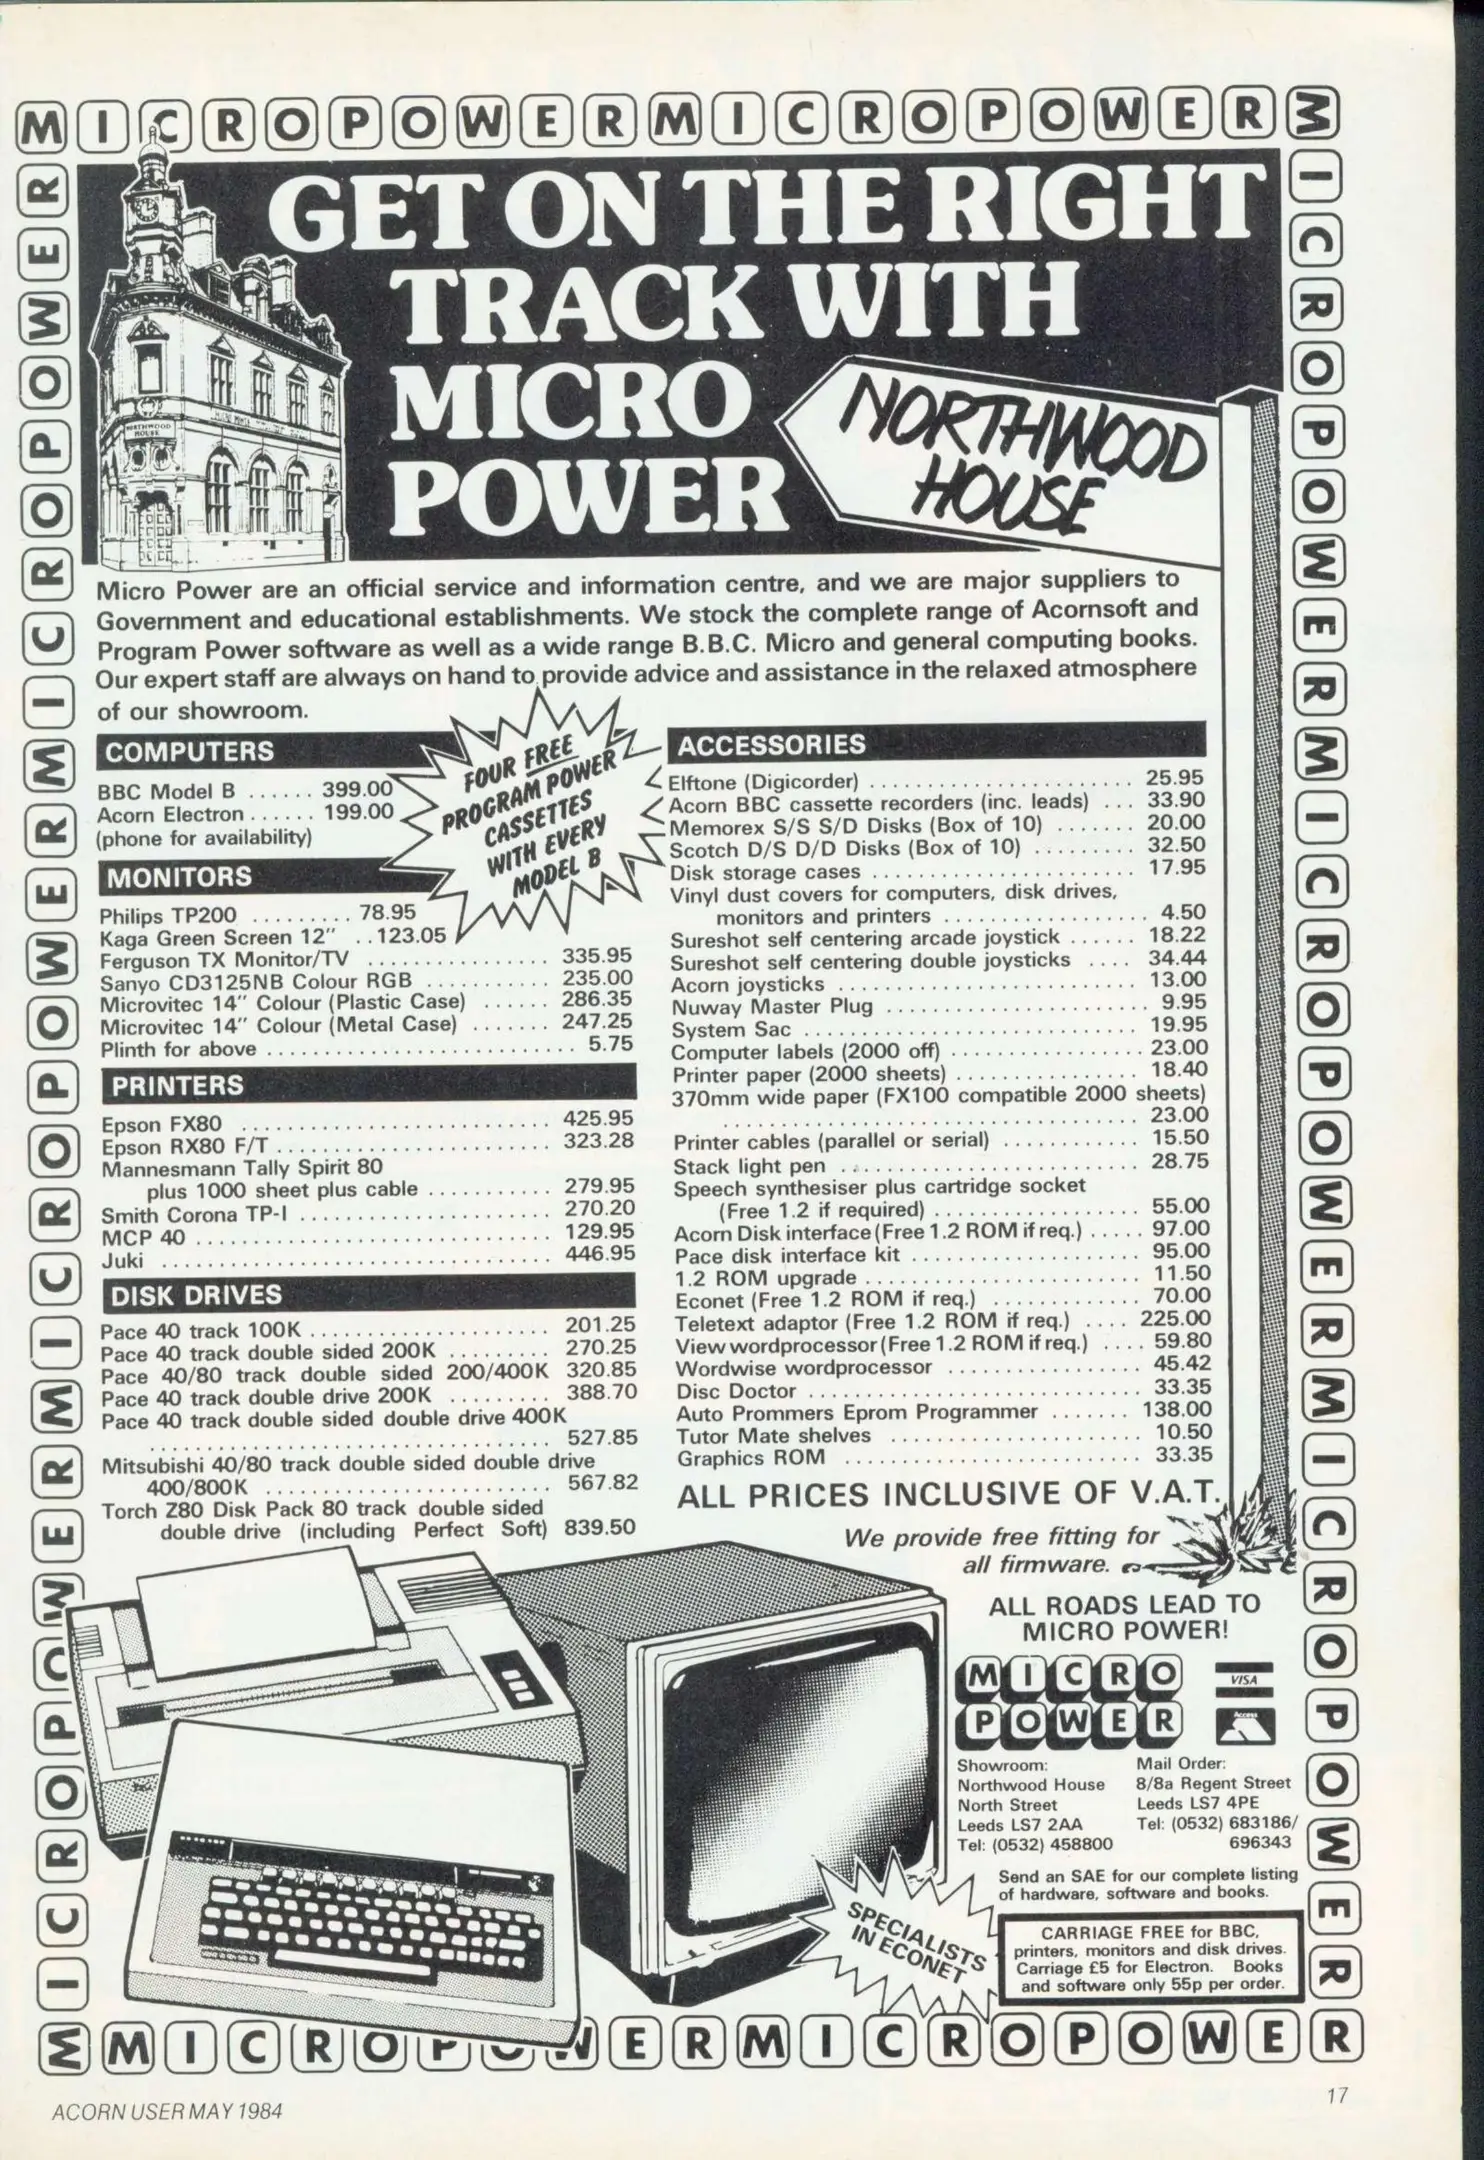 MICROPOWERMICROPOWER
MICROPOWERMICROPOWERMICROPOWER
MICROPOWERMICROPOWERMICROPOWER
GET ON THE RIGHT
TRACK WITH
MICRO
POWER
NORTHWOOD
HOUSE
NORTHWOOD
HOUSE
Micro Power are an official service and information centre, and we are major suppliers to
Government and educational establishments. We stock the complete range of Acornsoft and
Program Power software as well as a wide range B.B.C. Micro and general computing books.
Our expert staff are always on hand to provide advice and assistance in the relaxed atmosphere
of our showroom.
COMPUTERS
BBC Model B ...... 399.00
Acorn Electron ...... 199.00
(phone for availability)
FOUR FREE
PROGRAM POWER
CASSETTES
WITH EVERY
MODEL B
MONITORS
Philips TP200 ......... 78.95
Kaga Green Screen 12" ..123.05
Ferguson TX Monitor/TV ................ 335.95
Sanyo CD3125NB Colour RGB ........... 235.00
Microvitec 14" Colour (Plastic Case) ...... 286.35
Microvitec 14" Colour (Metal Case) ....... 247.25
Plinth for above ............................ 5.75
PRINTERS
Epson FX80 ........................... 425.95
Epson RX80 F/T ........................ 323.28
Mannesmann Tally Spirit 80
plus 1000 sheet plus cable ........... 279.95
Smith Corona TP-I ...................... 270.20
MCP 40 ............................... 129.95
Juki .................................. 446.95
DISK DRIVES
Pace 40 track 100K ..................... 201.25
Pace 40 track double sided 200K ......... 270.25
Pace 40/80 track double sided 200/400K 320.85
Pace 40 track double drive 200K ......... 388.70
Pace 40 track double sided double drive 400K
................................... 527.85
Mitsubishi 40/80 track double sided double drive
400/800K ......................... 567.82
Torch Z80 Disk Pack 80 track double sided
double drive (including Perfect Soft) 839.50
ACCESSORIES
Elftone (Digicorder) ....................... 25.95
Acorn BBC cassette recorders (inc. leads) ... 33.90
Memorex S/S S/D Disks (Box of 10) ....... 20.00
Scotch D/S D/D Disks (Box of 10) ......... 32.50
Disk storage cases ....................... 17.95
Vinyl dust covers for computers, disk drives,
monitors and printers .................. 4.50
Sureshot self centering arcade joystick ...... 18.22
Sureshot self centering double joysticks .... 34.44
Acorn joysticks .......................... 13.00
Nuway Master Plug ....................... 9.95
System Sac ............................. 19.95
Computer labels (2000 off) ................. 23.00
Printer paper (2000 sheets) ................ 18.40
370mm wide paper (FX100 compatible 2000 sheets)
..................................... 23.00
Printer cables (parallel or serial) ............ 15.50
Stack light pen .......................... 28.75
Speech synthesiser plus cartridge socket
(Free 1.2 if required) .................. 55.00
Acorn Disk interface (Free 1.2 ROM if req.) ..... 97.00
Pace disk interface kit .................... 95.00
1.2 ROM upgrade ........................ 11.50
Econet (Free 1.2 ROM if req.) ............. 70.00
Teletext adaptor (Free 1.2 ROM if req.) .... 225.00
View wordprocessor (Free 1.2 ROM if req.) .... 59.80
Wordwise wordprocessor ................. 45.42
Disc Doctor ............................. 33.35
Auto Prommers Eprom Programmer ....... 138.00
Tutor Mate shelves ...................... 10.50
Graphics ROM .......................... 33.35
ALL PRICES INCLUSIVE OF V.A.T.
We provide free fitting for
all firmware.
ALL ROADS LEAD TO
MICRO POWER!
MICRO
POWER
VISA
Access
Showroom:
Northwood House
North Street
Leeds LS7 2AA
Tel: (0532) 458800
Mail Order:
8/8a Regent Street
Leeds LS7 4PE
Tel: (0532) 683186/
696343
Send an SAE for our complete listing
of hardware, software and books.
SPECIALISTS
IN ECONET
CARRIAGE FREE for BBC,
printers, monitors and disk drives.
Carriage £5 for Electron. Books
and software only 55p per order.
MMICROPOWERMICROPOWER
ACORN USER MAY 1984
17